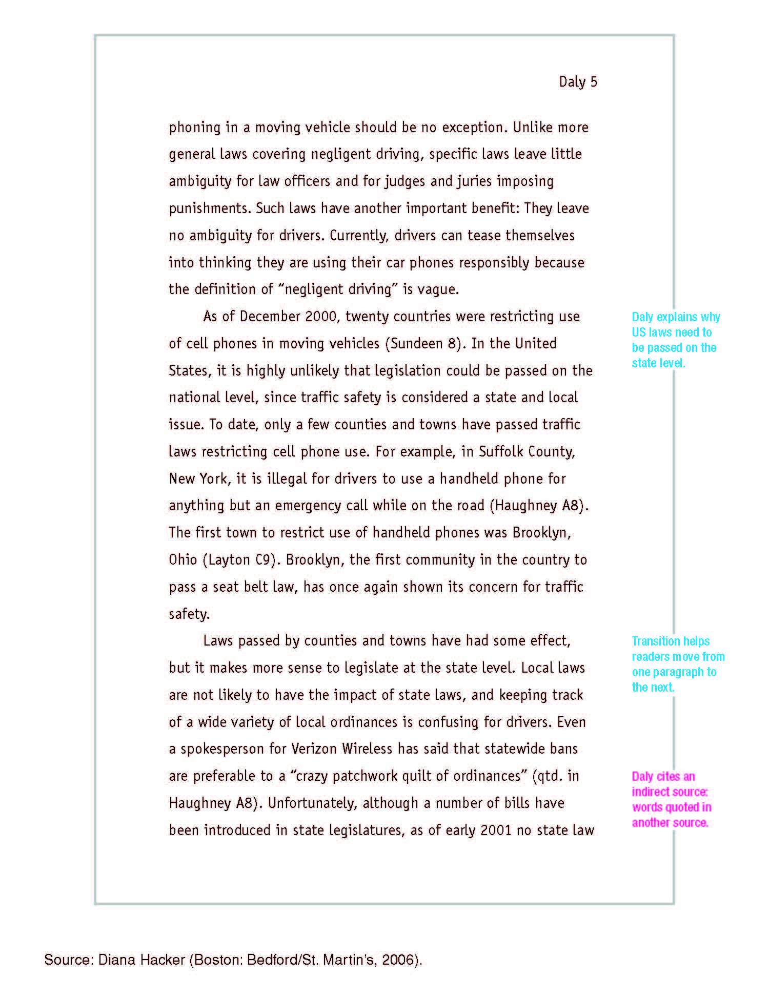 Daly 5
phoning in a moving vehicle should be no exception. Unlike more
general laws covering negligent driving, specific laws leave little
ambiguity for law officers and for judges and juries imposing
punishments. Such laws have another important benefit: They leave
no ambiguity for drivers. Currently, drivers can tease themselves
into thinking they are using their car phones responsibly because
the definition of “negligent driving” is vague.
As of December 2000, twenty countries were restricting use
of cell phones in moving vehicles (Sundeen 8). In the United
States, it is highly unlikely that legislation could be passed on the
national level, since traffic safety is considered a state and local
issue. To date, only a few counties and towns have passed traffic
laws restricting cell phone use. For example, in Suffolk County,
New York, it is illegal for drivers to use a handheld phone for
anything but an emergency call while on the road (Haughney A8).
The first town to restrict use of handheld phones was Brooklyn,
Ohio (Layton C9). Brooklyn, the first community in the country to
pass a seat belt law, has once again shown its concern for traffic
safety.
Laws passed by counties and towns have had some effect,
but it makes more sense to legislate at the state level. Local laws
are not likely to have the impact of state laws, and keeping track
of a wide variety of local ordinances is confusing for drivers. Even
a spokesperson for Verizon Wireless has said that statewide bans
are preferable to a “crazy patchwork quilt of ordinances” (qtd. in
Haughney A8). Unfortunately, although a number of bills have
been introduced in state legislatures, as of early 2001 no state law
Daly explains why
US laws need to
be passed on the
state level.
Transition helps
readers move from
one paragraph to
the next.
Daly cites an
indirect source:
words quoted in
another source.
Source: Diana Hacker (Boston: Bedford/St. Martin’s, 2006).